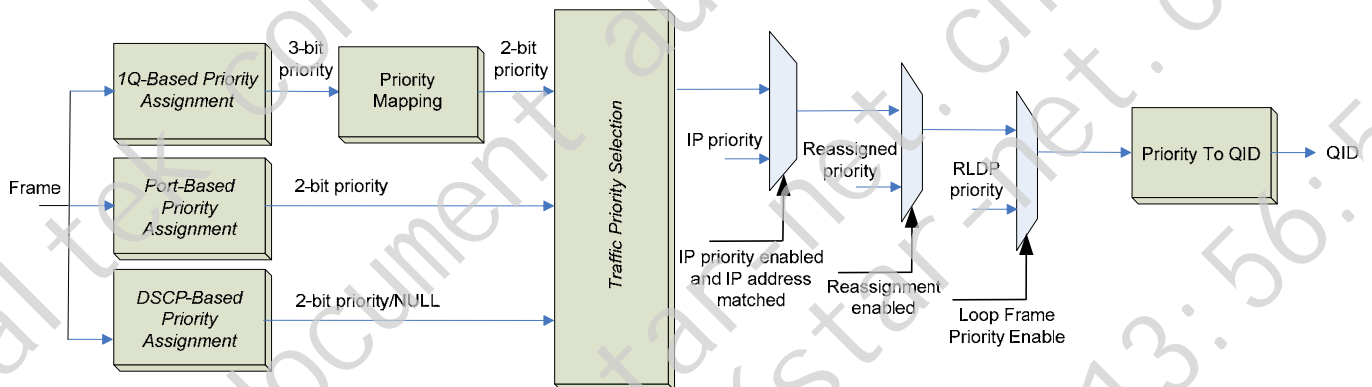 Frame
1Q-Based Priority
Assignment
3-bit
priority
Priority
Mapping
2-bit
priority
Port-Based
Priority
Assignment
2-bit priority
DSCP-Based
Priority
Assignment
2-bit priority/NULL
Traffic Priority Selection
IP priority
IP priority enabled
and IP address
matched
Reassigned
priority
Reassignment
enabled
RLDP
priority
Loop Frame
Priority Enable
Priority To QID
QID